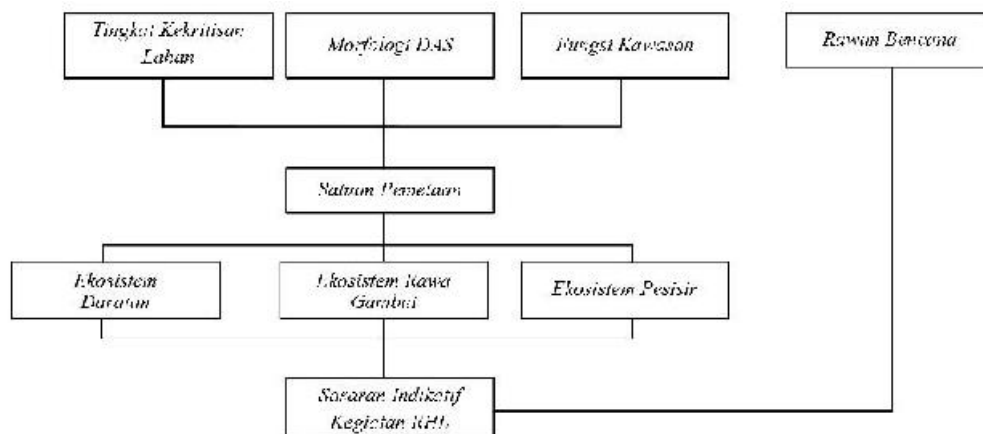 Tingkat Kekritisan
Lahan
Morfologi DAS
Fungsi Kawasan
Rawan Bencana
Satuan Pemetaan
Ekosistem
Daratan
Ekosistem Rawa
Gambut
Ekosistem Pesisir
Sasaran Indikatif
Kegiatan RHL